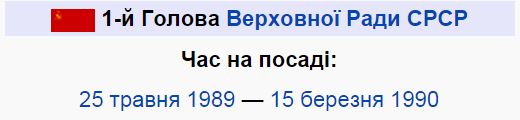 1-й Голова Верховної Ради СРСР
Час на посаді:
25 травня 1989 — 15 березня 1990